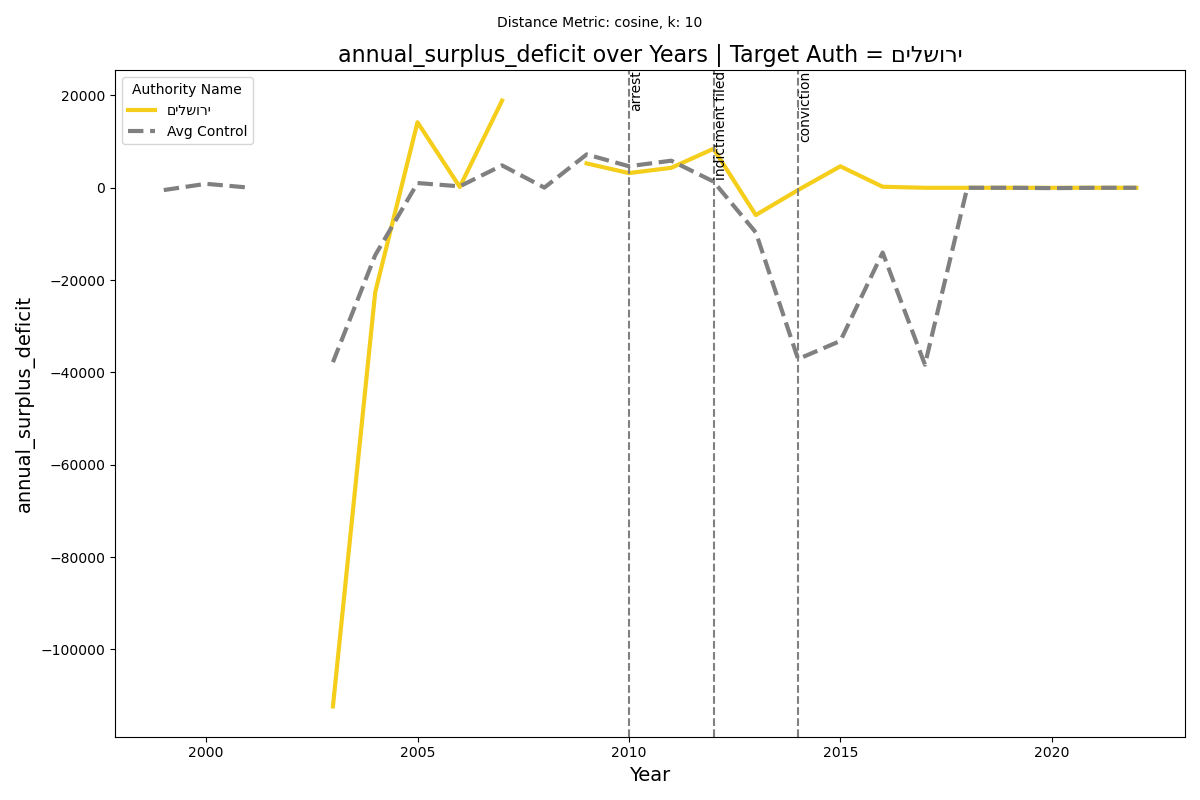 Distance Metric: cosine, k: 10
annual_surplus_deficit over Years | Target Auth = ירושלים
Authority Name
ירושלים
Avg Control
arrest
indictment filed
conviction
annual_surplus_deficit
20000
0
−20000
−40000
−60000
−80000
−100000
2000
2005
2010
2015
2020
Year